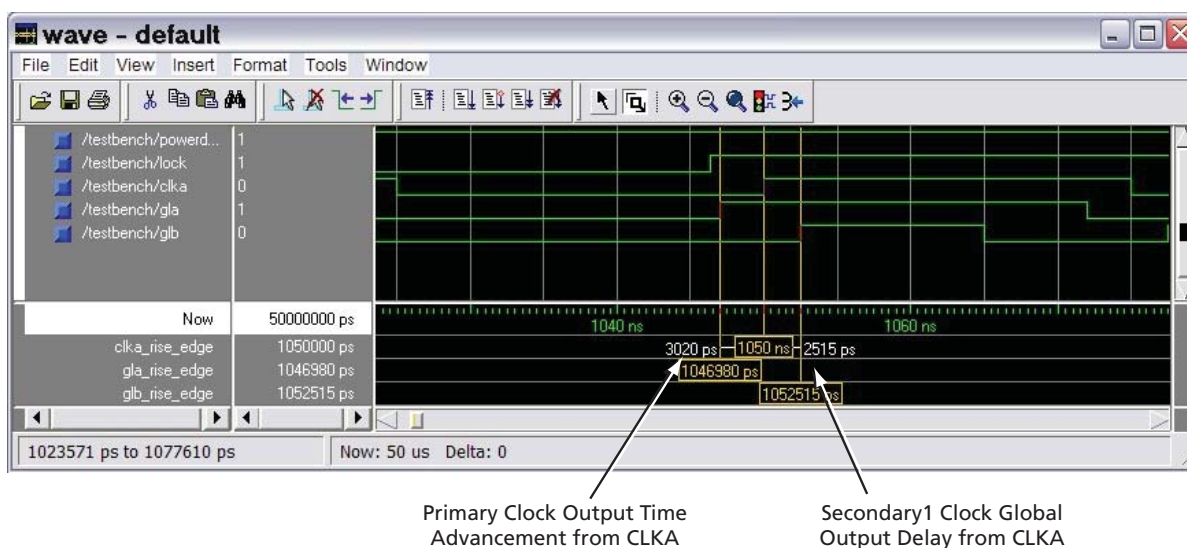 wave - default
File Edit View Insert Format Tools Window
/testbench/powerd... 1
/testbench/lock 1
/testbench/clka 0
/testbench/gla 1
/testbench/glb 0
Now 50000000 ps
1040 ns 1060 ns
clka_rise_edge 1050000 ps 3020 ps 1050 ns 2515 ps
gla_rise_edge 1046980 ps 1046980 ps
glb_rise_edge 1052515 ps 1052515 ps
1023571 ps to 1077610 ps Now: 50 us Delta: 0
Primary Clock Output Time
Advancement from CLKA
Secondary1 Clock Global
Output Delay from CLKA